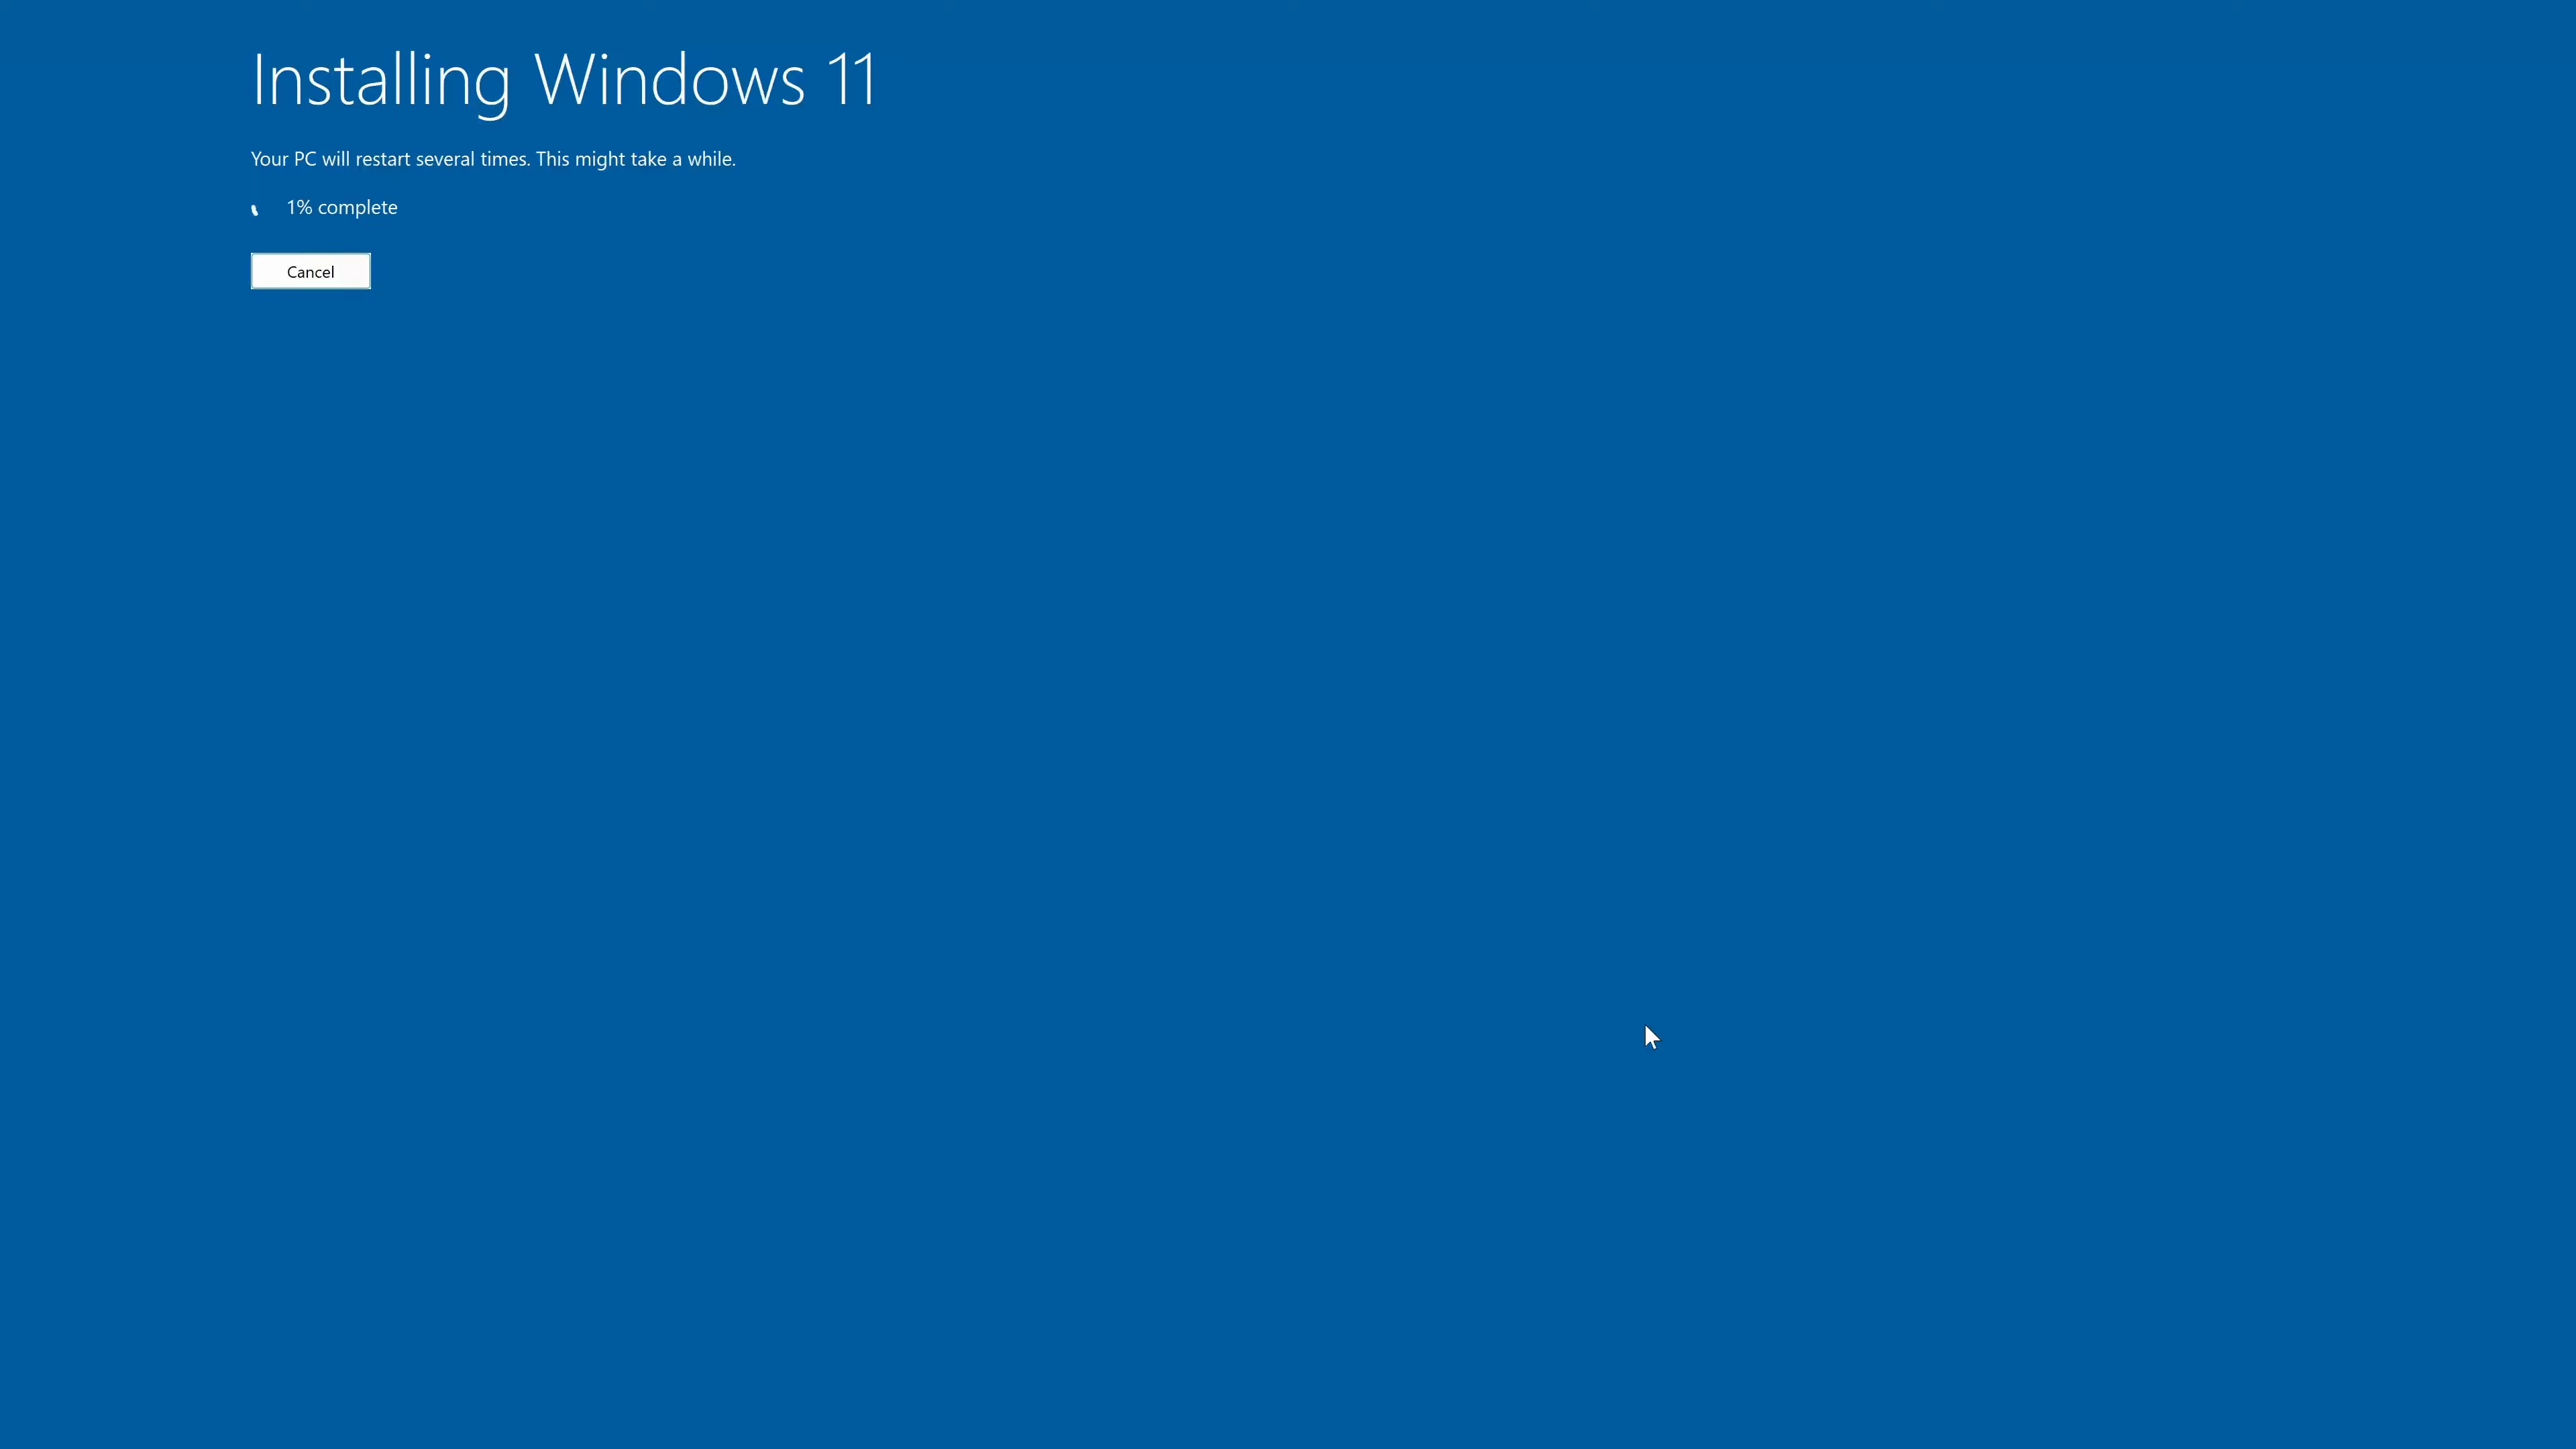 Installing Windows 11
Your PC will restart several times. This might take a while.
1% complete
Cancel